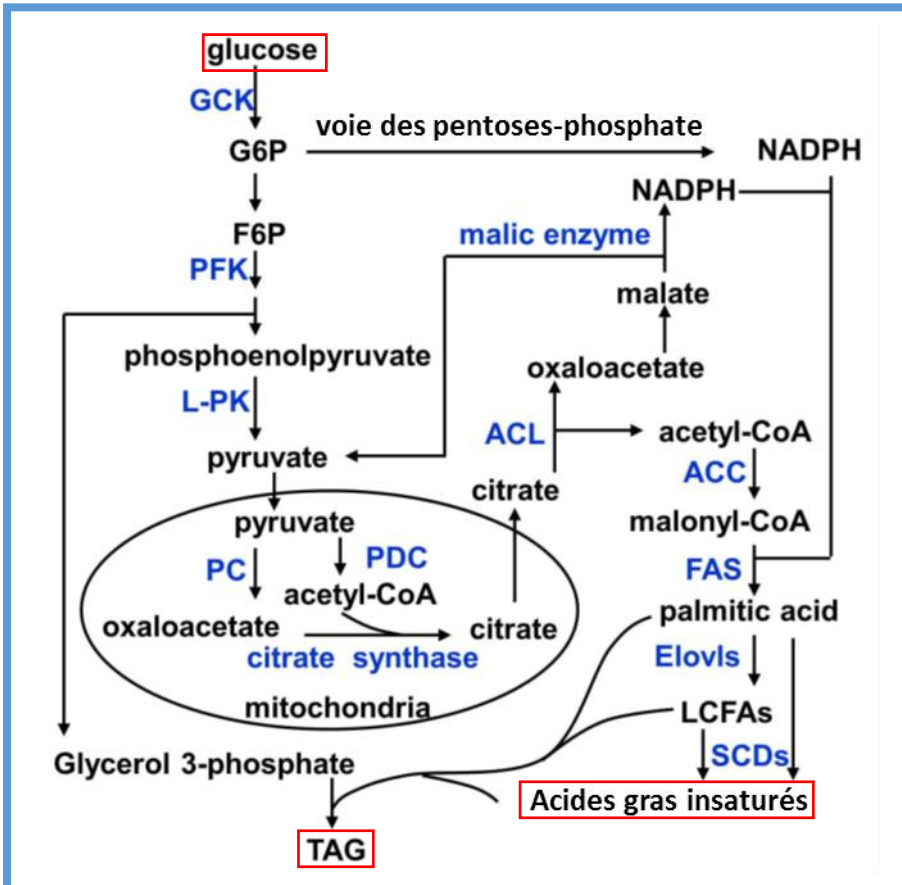 glucose
GCK
voie des pentoses-phosphate
G6P
NADPH
NADPH
F6P
malic enzyme
PFK
malate
phosphoenolpyruvate
oxaloacetate
L-PK
ACL
acetyl-CoA
pyruvate
ACC
citrate
pyruvate
malonyl-CoA
PC
PDC
FAS
acetyl-CoA
palmitic acid
oxaloacetate
citrate
citrate synthase
Elovls
mitochondria
LCFAs
SCDs
Glycerol 3-phosphate
Acides gras insaturés
TAG